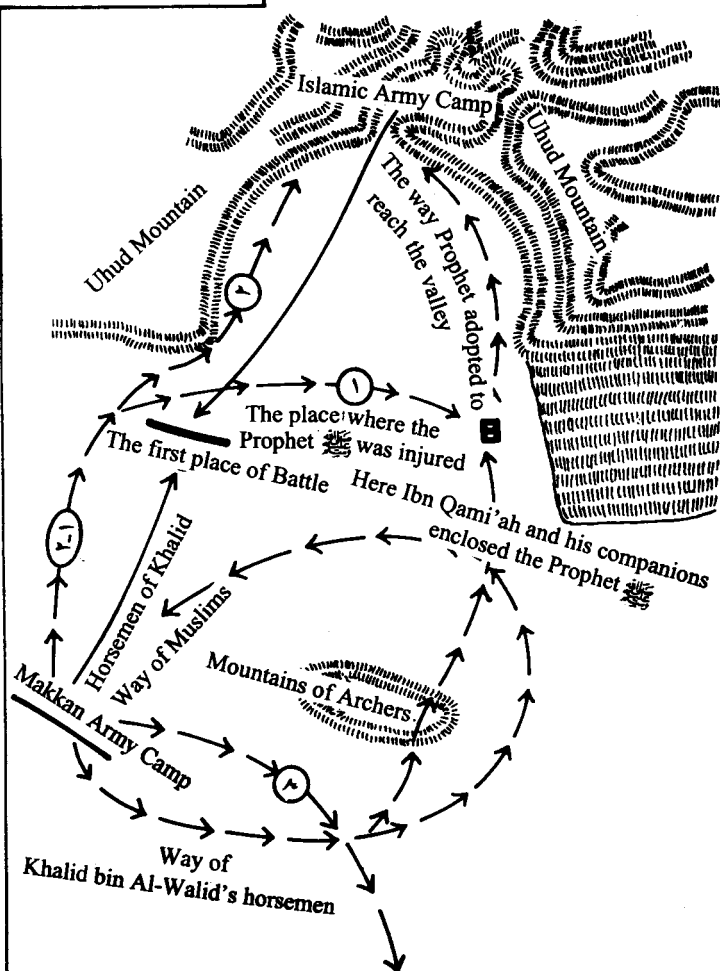 Islamic Army Camp
Uhud Mountain
Uhud Mountain
The way Prophet adopted to
reach the valley
٢
١
The place where the
Prophet ﷺ was injured
The first place of Battle
Here Ibn Qami'ah and his companions
enclosed the Prophet ﷺ
٢-١
Horsemen of Khalid
Way of Muslims
Mountains of Archers
Makkan Army Camp
Way of
Khalid bin Al-Walid's horsemen